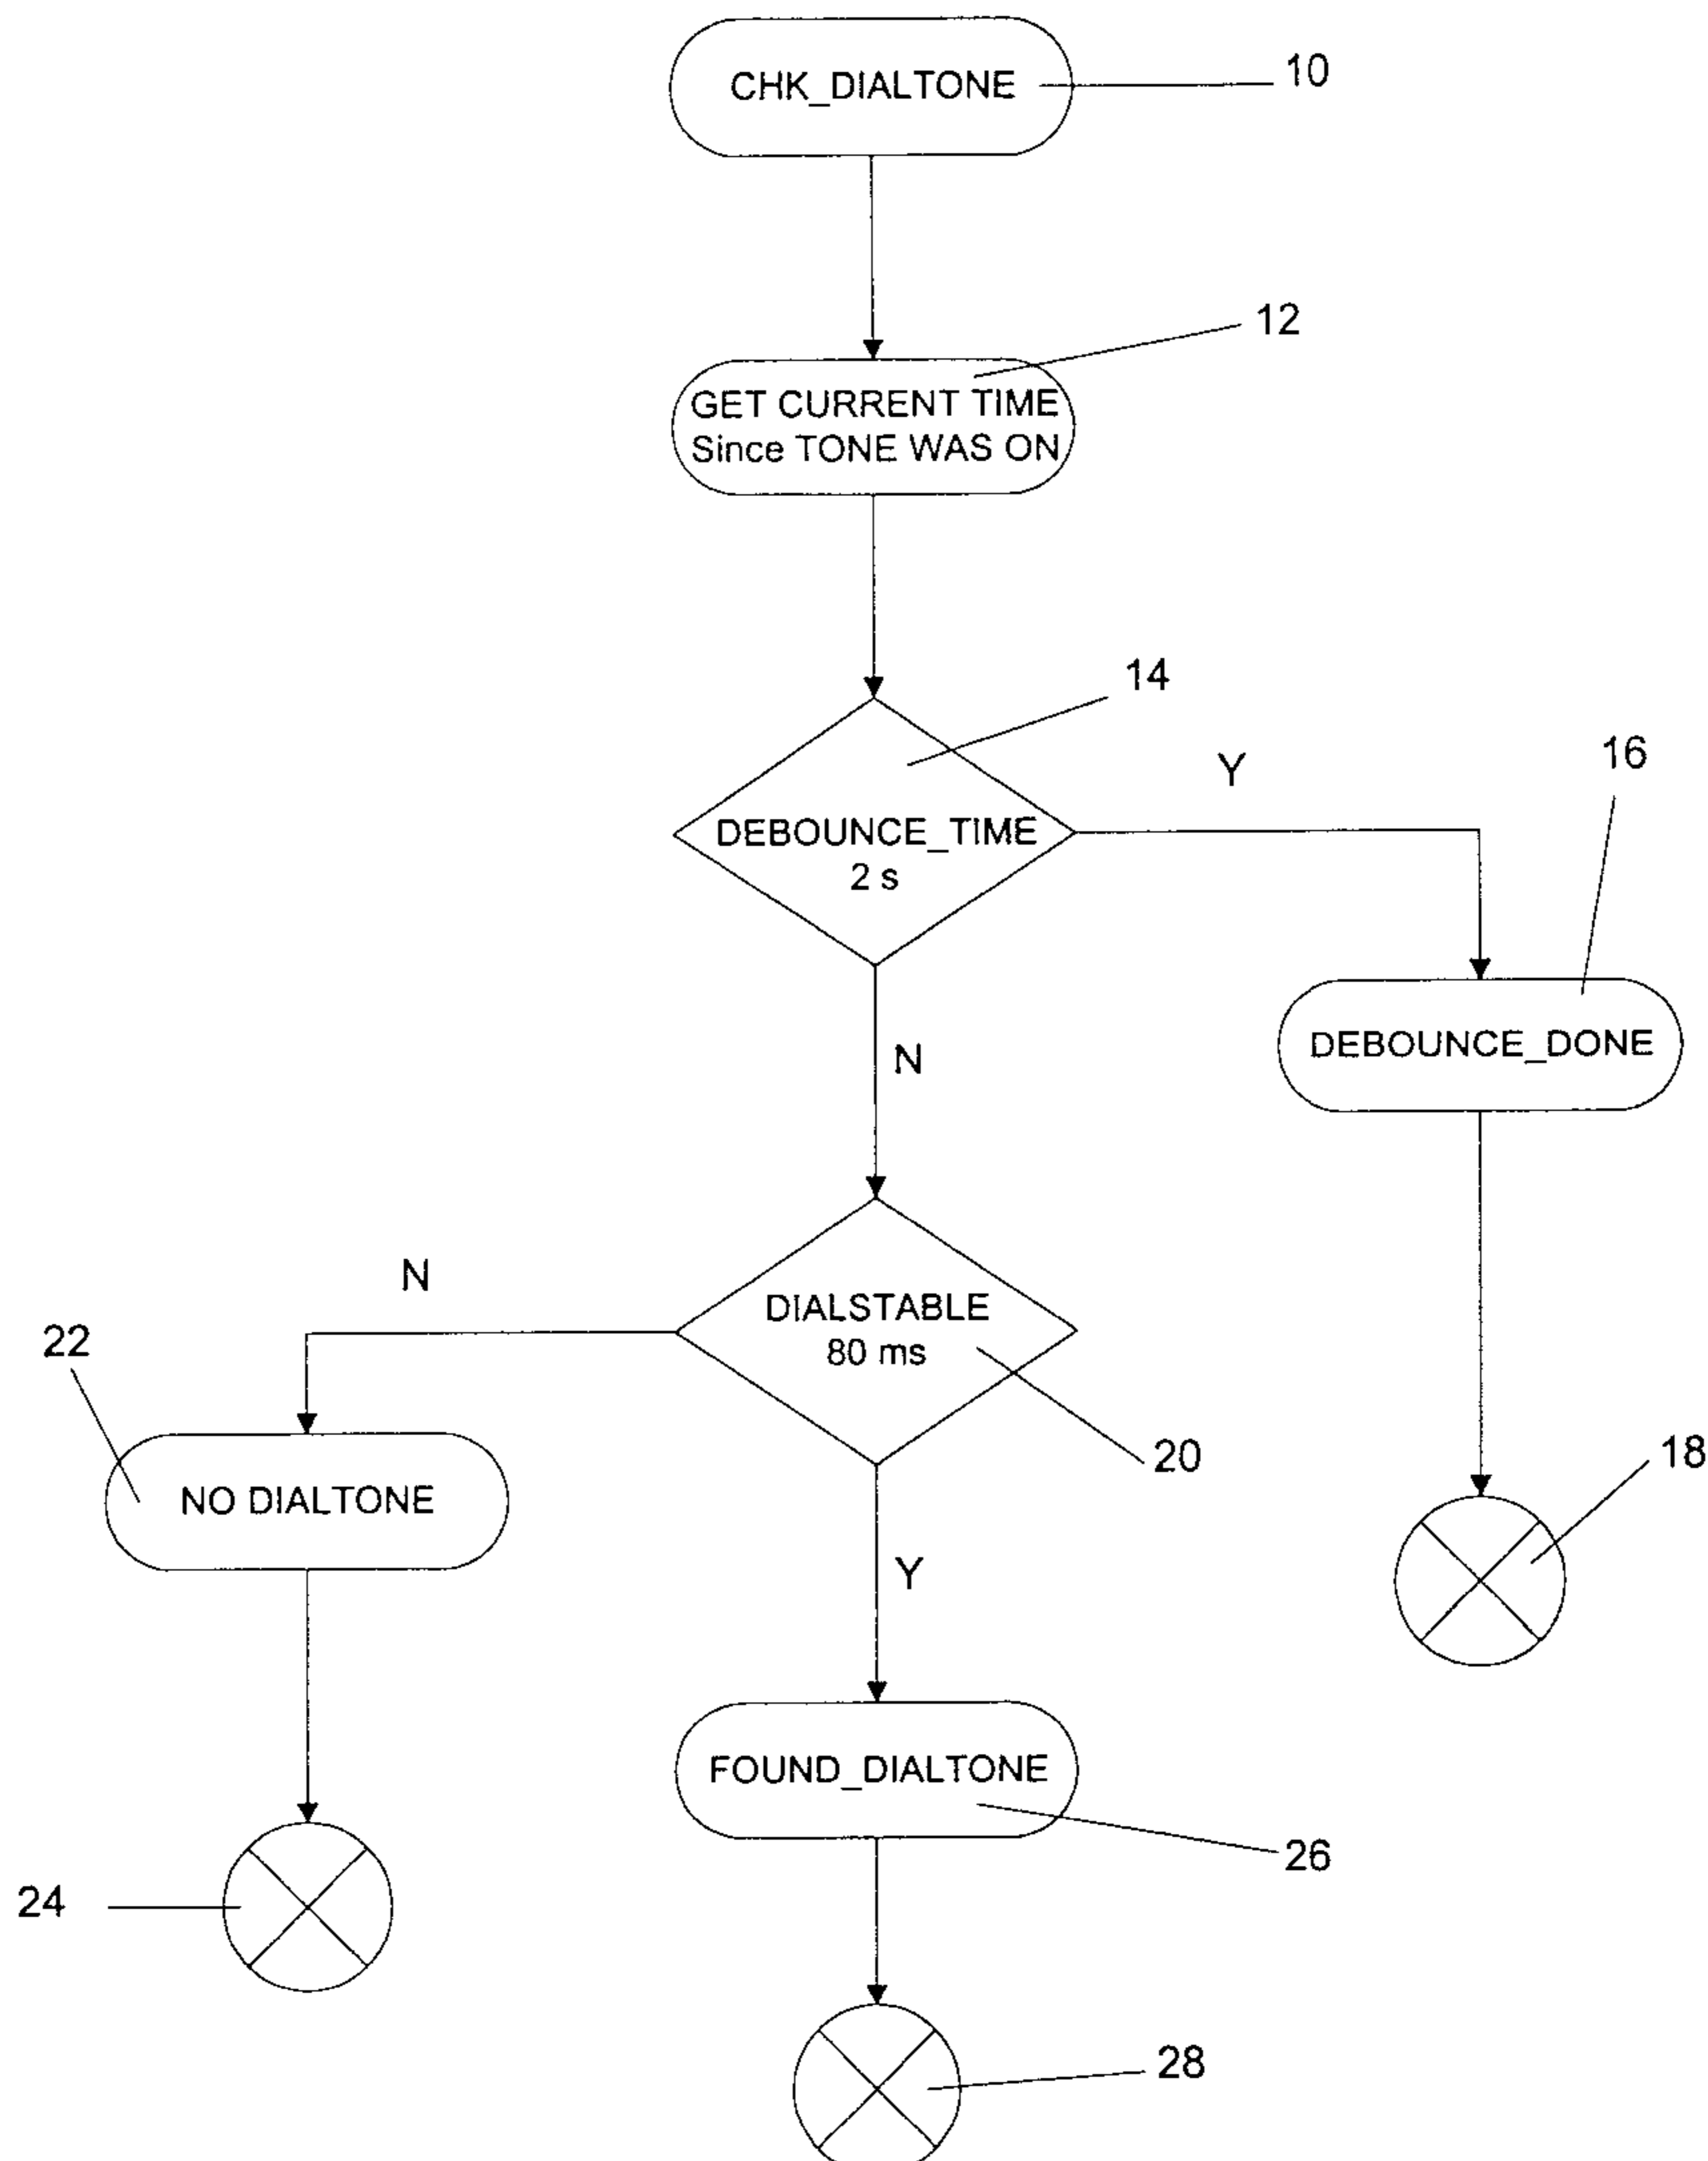 CHK_DIALTONE
10
12
GET CURRENT TIME
Since TONE WAS ON
14
Y
16
DEBOUNCE_TIME
2 s
DEBOUNCE_DONE
N
N
DIALSTABLE
80 ms
22
20
18
NO DIALTONE
Y
FOUND_DIALTONE
26
24
28